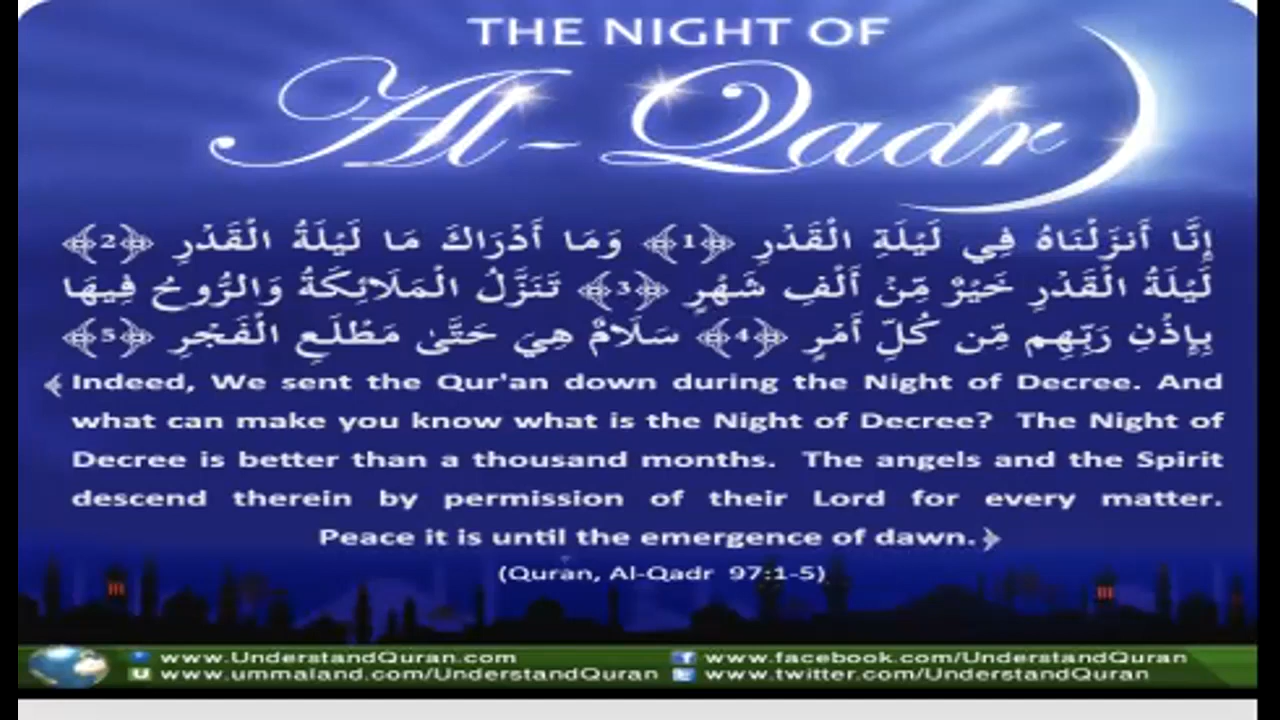 THE NIGHT OF
Al-Qadr
إِنَّا أَنزَلْنَاهُ فِي لَيْلَةِ الْقَدْرِ ﴿1﴾ وَمَا أَدْرَاكَ مَا لَيْلَةُ الْقَدْرِ ﴿2﴾
لَيْلَةُ الْقَدْرِ خَيْرٌ مِّنْ أَلْفِ شَهْرٍ ﴿3﴾ تَنَزَّلُ الْمَلَائِكَةُ وَالرُّوحُ فِيهَا
بِإِذْنِ رَبِّهِم مِّن كُلِّ أَمْرٍ ﴿4﴾ سَلَامٌ هِيَ حَتَّىٰ مَطْلَعِ الْفَجْرِ ﴿5﴾
﴾Indeed, We sent the Qur'an down during the Night of Decree. And
what can make you know what is the Night of Decree? The Night of
Decree is better than a thousand months. The angels and the Spirit
descend therein by permission of their Lord for every matter.
Peace it is until the emergence of dawn.﴿
(Quran, Al-Qadr 97:1-5)
www.UnderstandQuran.com
www.facebook.com/UnderstandQuran
www.ummaland.com/UnderstandQuran
www.twitter.com/UnderstandQuran